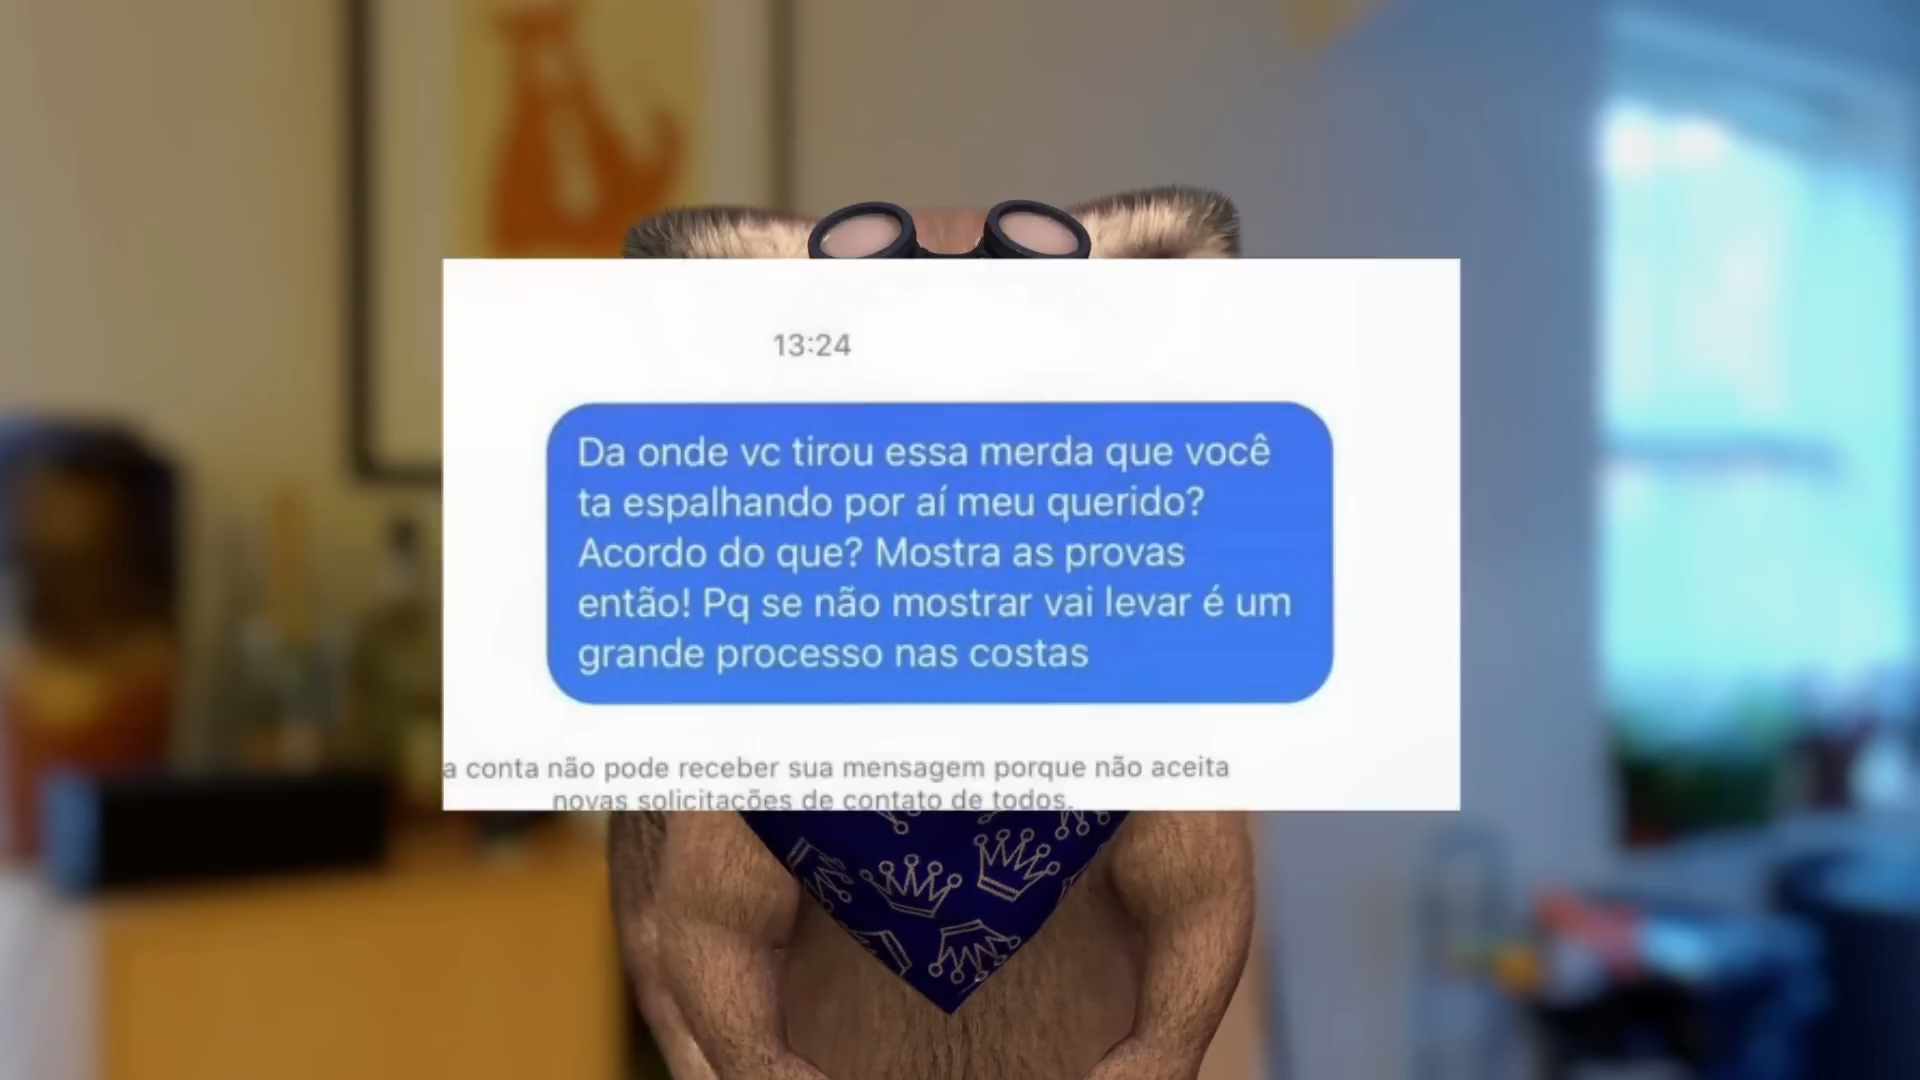 13:24
Da onde vc tirou essa merda que você
ta espalhando por aí meu querido?
Acordo do que? Mostra as provas
então! Pq se não mostrar vai levar é um
grande processo nas costas
a conta não pode receber sua mensagem porque não aceita
novas solicitações de contato de todos.